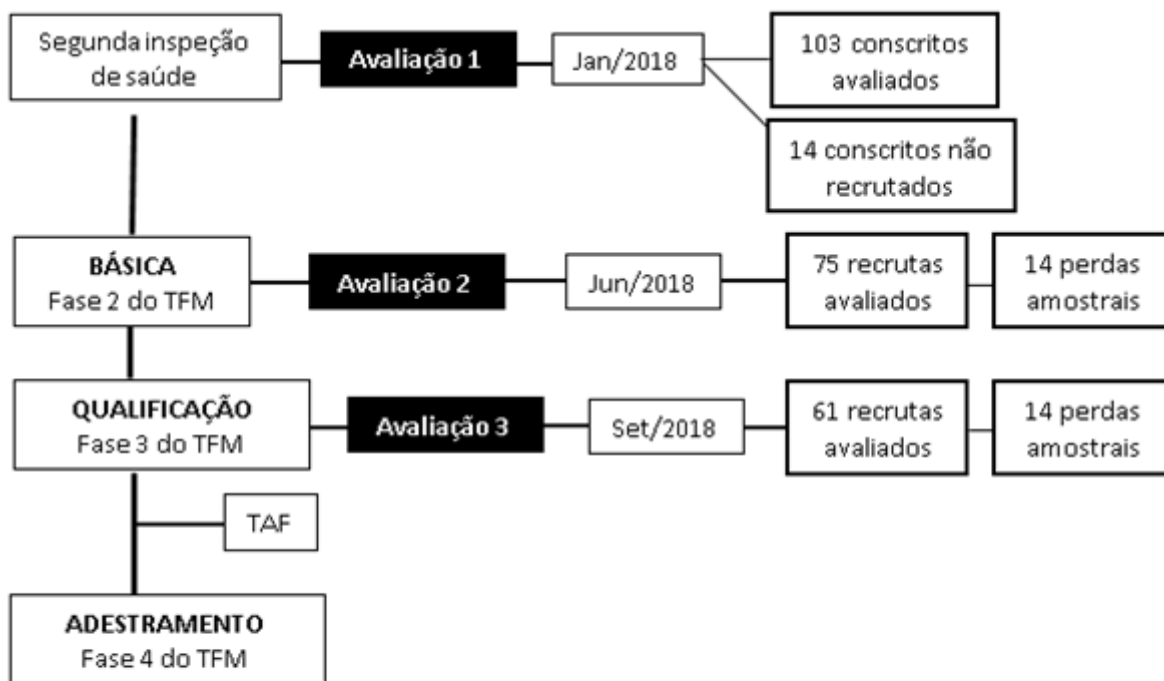 Segunda inspeção
de saúde
Avaliação 1
Jan/2018
103 conscritos
avaliados
14 conscritos não
recrutados
BÁSICA
Fase 2 do TFM
Avaliação 2
Jun/2018
75 recrutas
avaliados
14 perdas
amostrais
QUALIFICAÇÃO
Fase 3 do TFM
Avaliação 3
Set/2018
61 recrutas
avaliados
14 perdas
amostrais
TAF
ADESTRAMENTO
Fase 4 do TFM